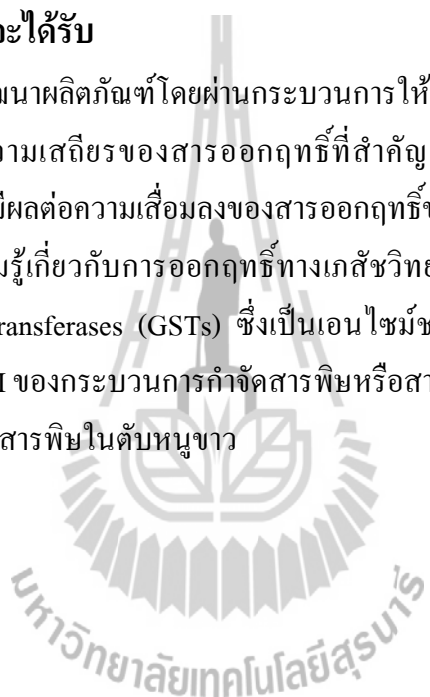 ะได้รับ
ฒนาผลิตภัณฑ์โดยผ่านกระบวนการให้
วามเสถียรของสารออกฤทธิ์ที่สำคัญ
มีผลต่อความเสื่อมลงของสารออกฤทธิ์
มรู้เกี่ยวกับการออกฤทธิ์ทางเภสัชวิทย
ransferases (GSTs) ซึ่งเป็นเอนไซม์ช
I ของกระบวนการกำจัดสารพิษหรือสา
สารพิษในตับหนูขาว
มหาวิทยาลัยเทคโนโลยีสุรนารี